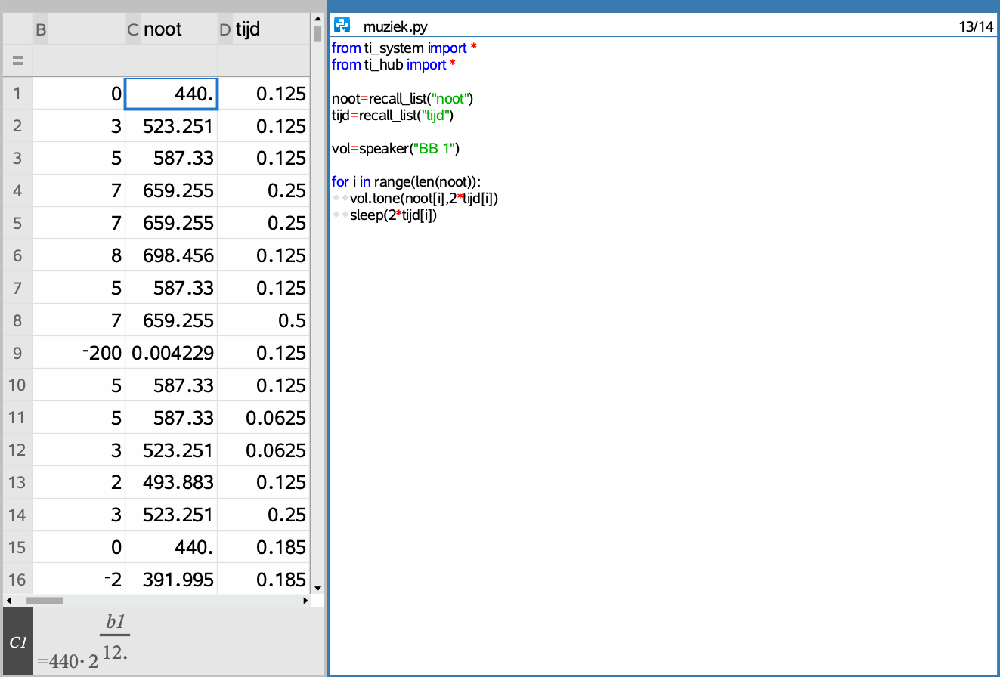 B C noot D tijd
=
1 0 440. 0.125
2 3 523.251 0.125
3 5 587.33 0.125
4 7 659.255 0.25
5 7 659.255 0.25
6 8 698.456 0.125
7 5 587.33 0.125
8 7 659.255 0.5
9 -200 0.004229 0.125
10 5 587.33 0.125
11 5 587.33 0.0625
12 3 523.251 0.0625
13 2 493.883 0.125
14 3 523.251 0.25
15 0 440. 0.185
16 -2 391.995 0.185
b1
C1 =440·2 12.
muziek.py 13/14
from ti_system import *
from ti_hub import *
noot=recall_list("noot")
tijd=recall_list("tijd")
vol=speaker("BB 1")
for i in range(len(noot)):
vol.tone(noot[i],2*tijd[i])
sleep(2*tijd[i])